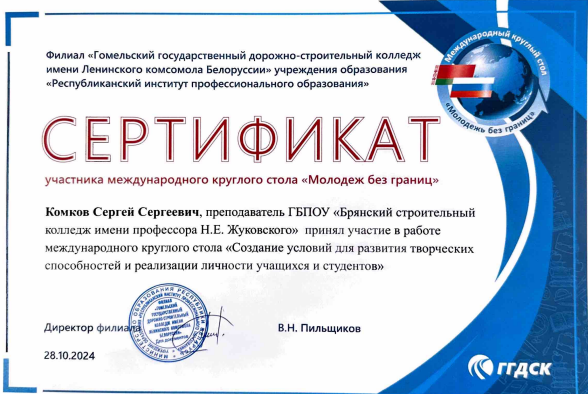 Филиал «Гомельский государственный дорожно-строительный колледж
имени Ленинского комсомола Белоруссии» учреждения образования
«Республиканский институт профессионального образования»
Международный круглый стол
«Молодежь без границ»
СЕРТИФИКАТ
участника международного круглого стола «Молодеж без границ»
Комков Сергей Сергеевич, преподаватель ГБПОУ «Брянский строительный
колледж имени профессора Н.Е. Жуковского» принял участие в работе
международного круглого стола «Создание условий для развития творческих
способностей и реализации личности учащихся и студентов»
Директор филиала
В.Н. Пильщиков
28.10.2024
ГГДСК